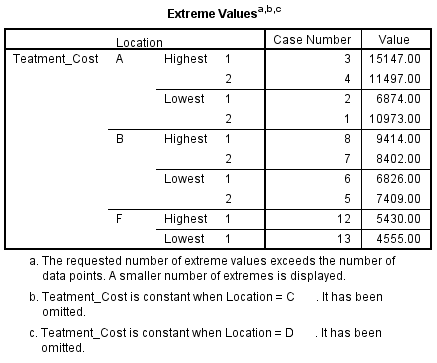 Extreme Values a,b,c
Location Case Number Value
Teatment_Cost A Highest 1 3 15147.00
2 4 11497.00
Lowest 1 2 6874.00
2 1 10973.00
B Highest 1 8 9414.00
2 7 8402.00
Lowest 1 6 6826.00
2 5 7409.00
F Highest 1 12 5430.00
Lowest 1 13 4555.00
a. The requested number of extreme values exceeds the number of
data points. A smaller number of extremes is displayed.
b. Teatment_Cost is constant when Location = C . It has been
omitted.
c. Teatment_Cost is constant when Location = D . It has been
omitted.